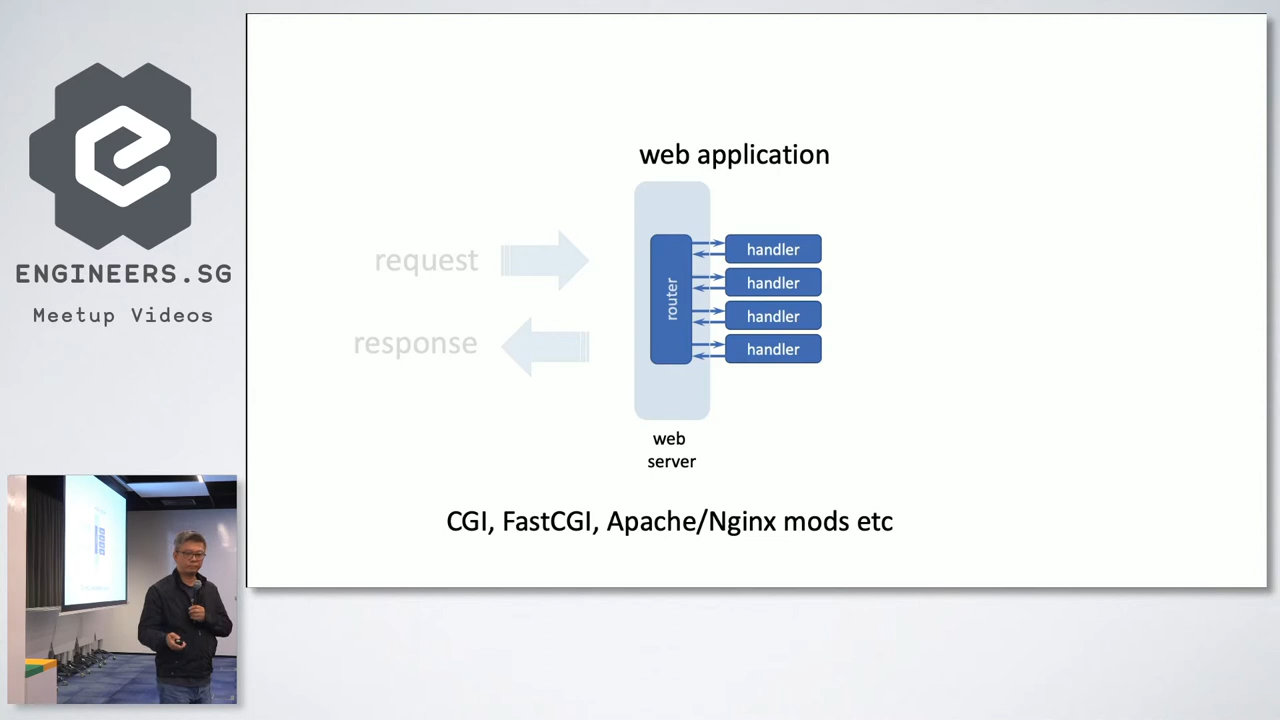 ENGINEERS.SG
Meetup Videos
web application
request
response
router
handler
handler
handler
handler
web
server
CGI, FastCGI, Apache/Nginx mods etc